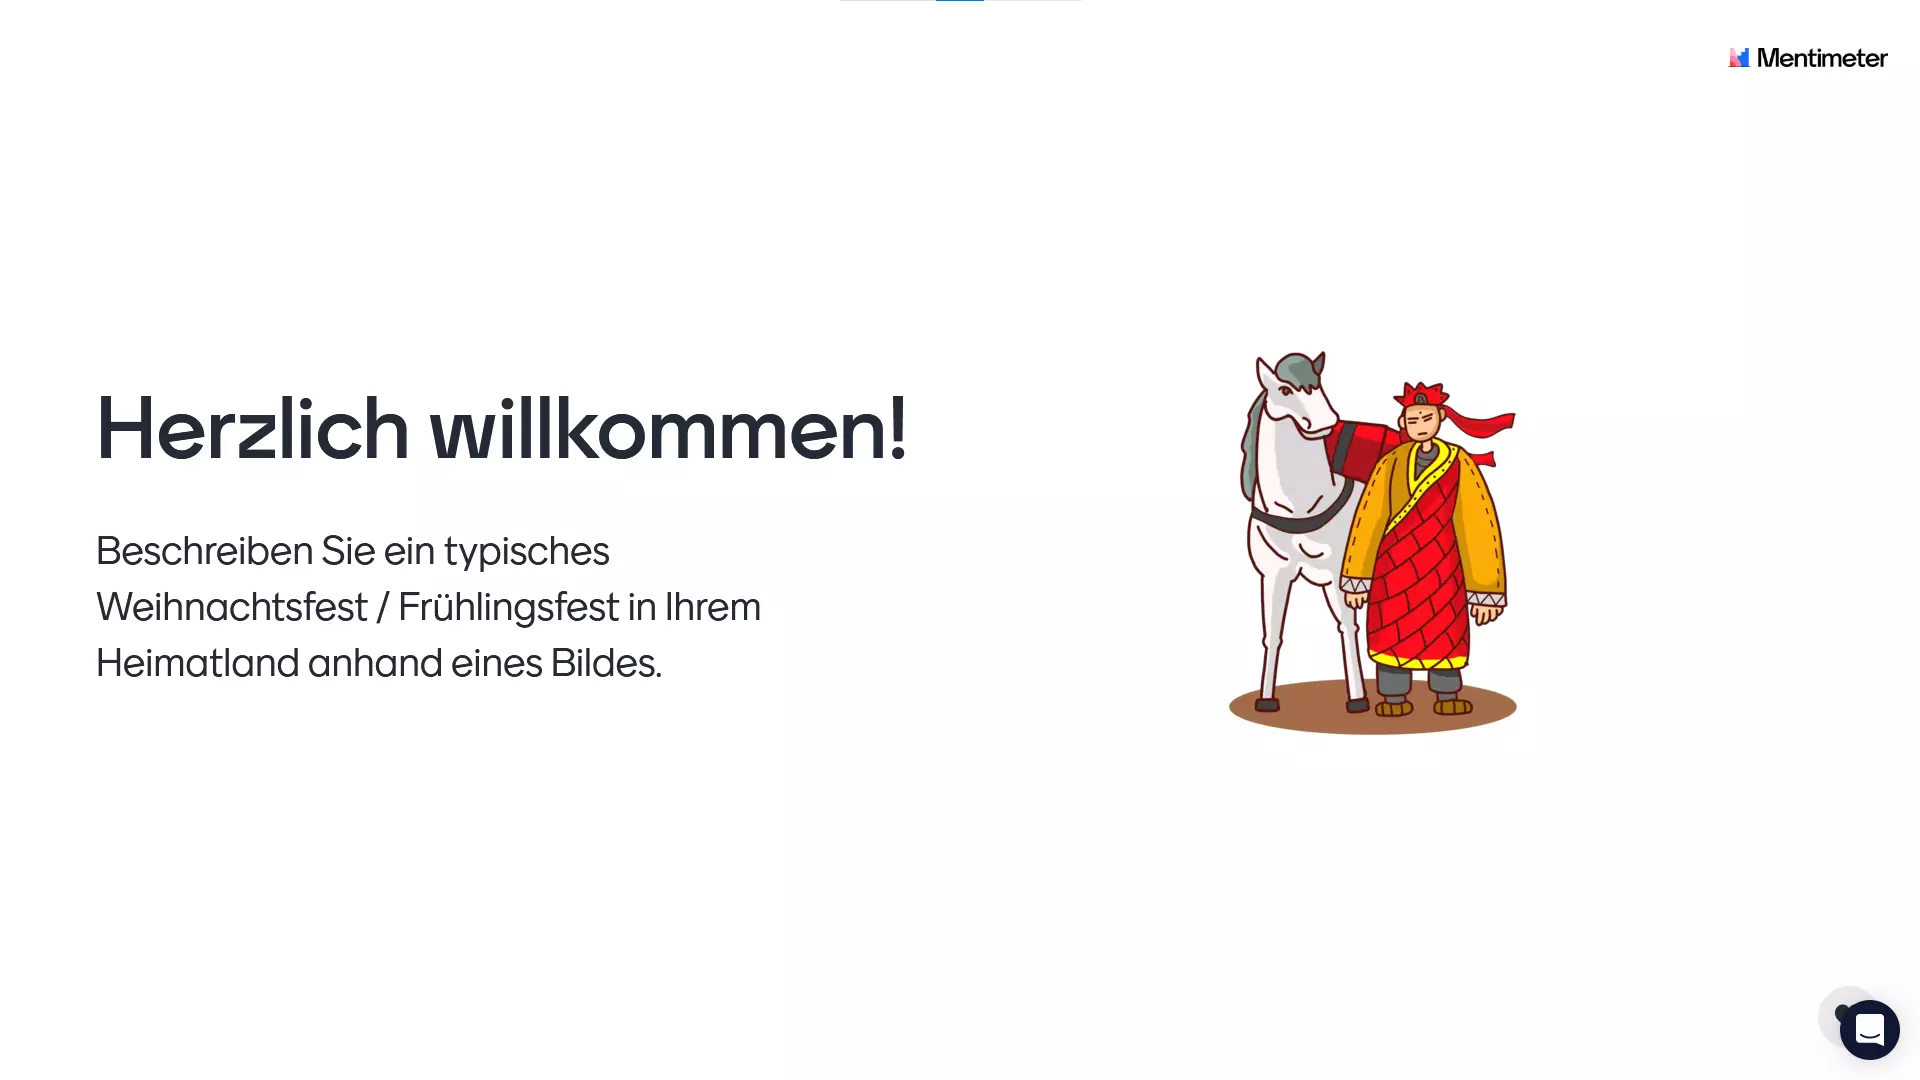 Mentimeter
Herzlich willkommen!
Beschreiben Sie ein typisches
Weihnachtsfest / Frühlingsfest in Ihrem
Heimatland anhand eines Bildes.